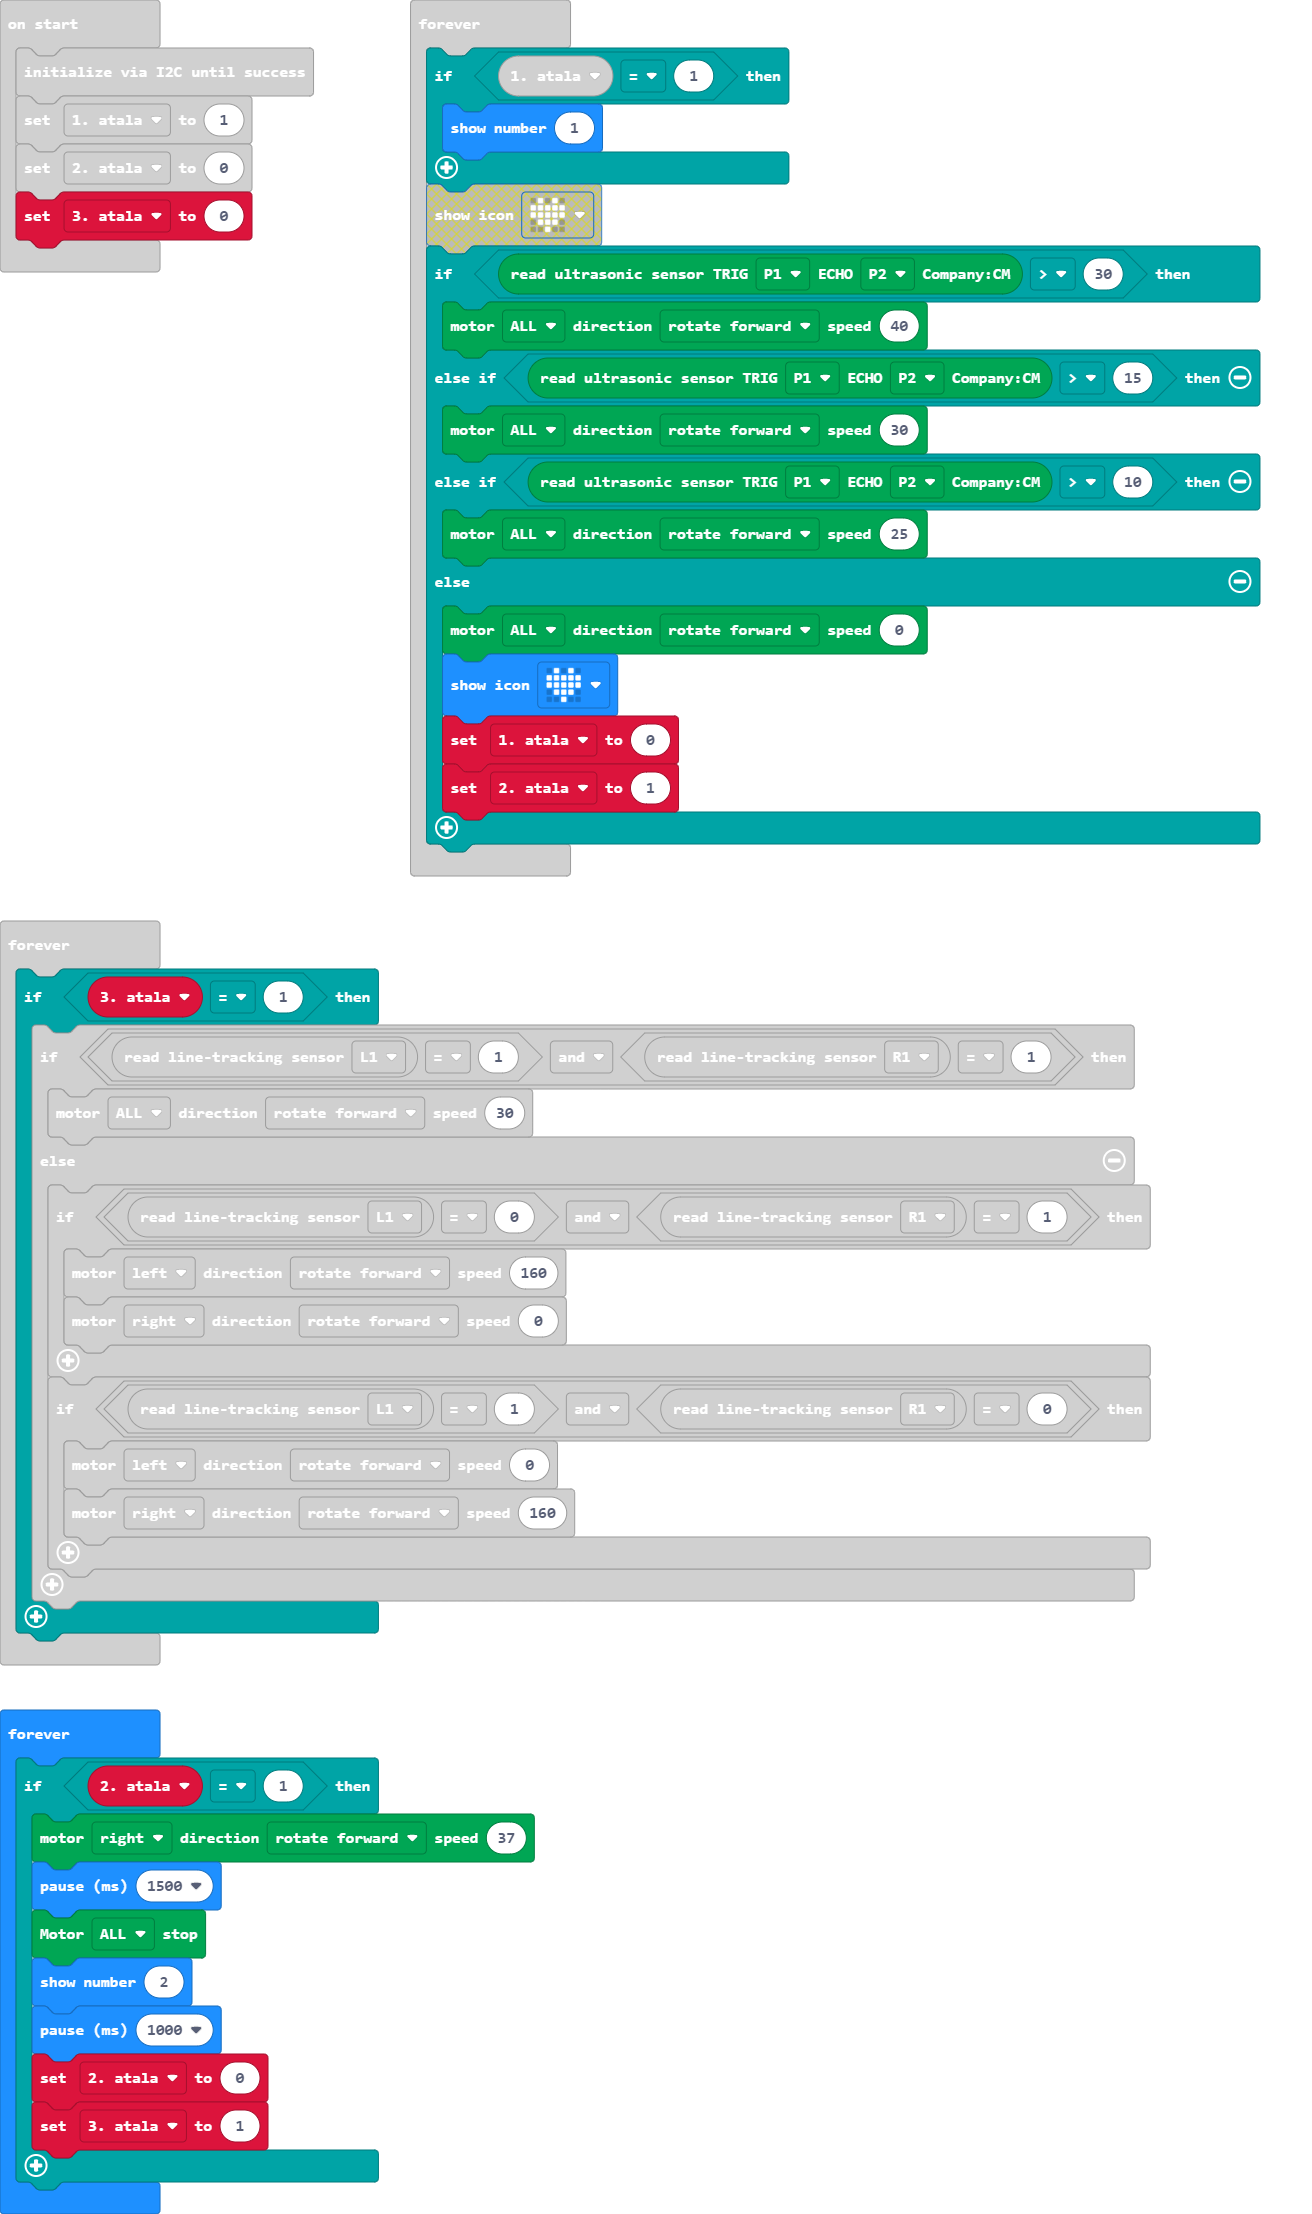 on start
initialize via I2C until success
set 1. atala to 1
set 2. atala to 0
set 3. atala to 0
forever
if 1. atala = 1 then
show number 1
show icon
if read ultrasonic sensor TRIG P1 ECHO P2 Company:CM > 30 then
motor ALL direction rotate forward speed 40
else if read ultrasonic sensor TRIG P1 ECHO P2 Company:CM > 15 then
motor ALL direction rotate forward speed 30
else if read ultrasonic sensor TRIG P1 ECHO P2 Company:CM > 10 then
motor ALL direction rotate forward speed 25
else
motor ALL direction rotate forward speed 0
show icon
set 1. atala to 0
set 2. atala to 1
forever
if 3. atala = 1 then
if read line-tracking sensor L1 = 1 and read line-tracking sensor R1 = 1 then
motor ALL direction rotate forward speed 30
else
if read line-tracking sensor L1 = 0 and read line-tracking sensor R1 = 1 then
motor left direction rotate forward speed 160
motor right direction rotate forward speed 0
if read line-tracking sensor L1 = 1 and read line-tracking sensor R1 = 0 then
motor left direction rotate forward speed 0
motor right direction rotate forward speed 160
forever
if 2. atala = 1 then
motor right direction rotate forward speed 37
pause (ms) 1500
Motor ALL stop
show number 2
pause (ms) 1000
set 2. atala to 0
set 3. atala to 1